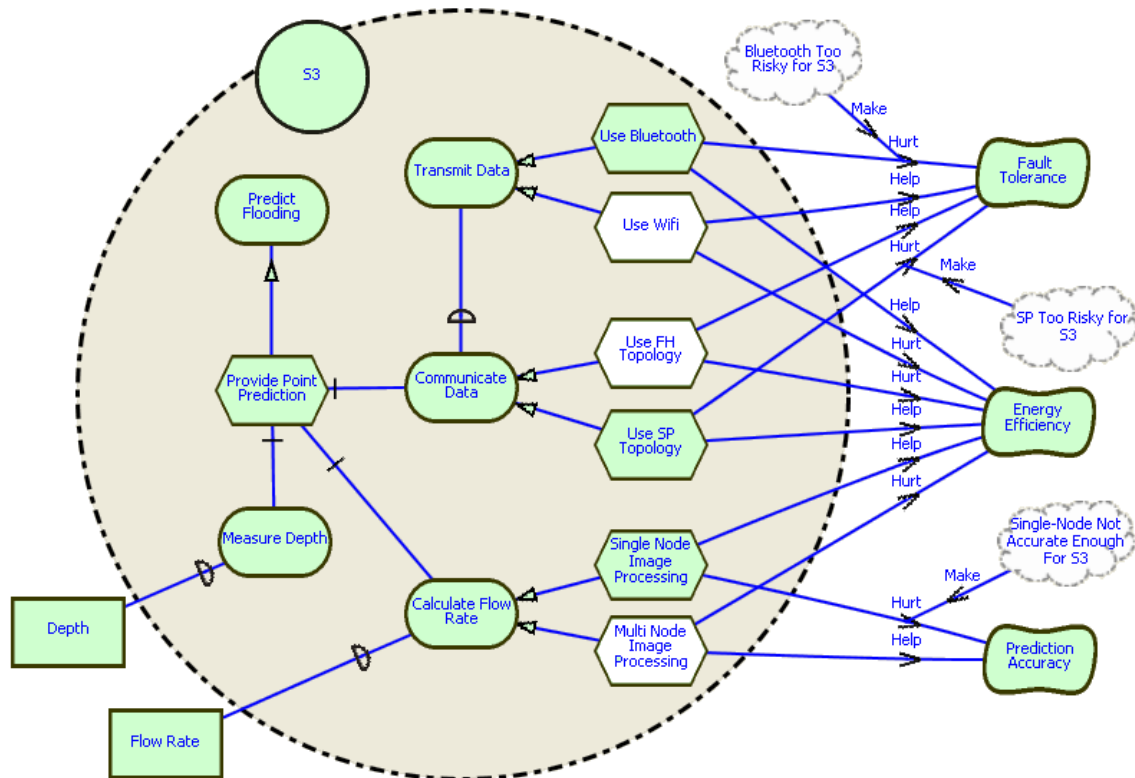 S3
Bluetooth Too
Risky for S3
Make
Hurt
Use Bluetooth
Transmit Data
Fault
Tolerance
Help
Predict
Flooding
Help
Use Wifi
Hurt
Make
SP Too Risky for
S3
Help
Use FH
Topology
Hurt
Provide Point
Prediction
Communicate
Data
Hurt
Energy
Efficiency
Help
Use SP
Topology
Help
Hurt
Measure Depth
Single Node
Image
Processing
Single-Node Not
Accurate Enough
For S3
Make
Calculate Flow
Rate
Hurt
Depth
Multi Node
Image
Processing
Help
Prediction
Accuracy
Flow Rate